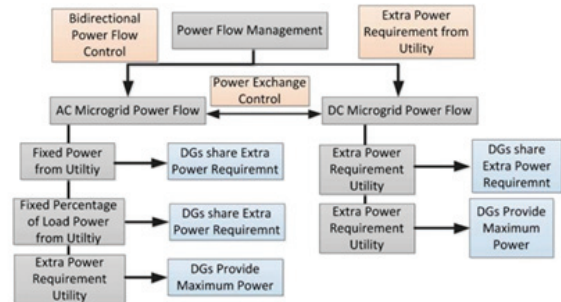 Bidirectional
Power Flow
Control
Power Flow Management
Extra Power
Requirement from
Utility
Power Exchange
Control
AC Microgrid Power Flow
DC Microgrid Power Flow
Fixed Power
from Utiltiy
DGs share Extra
Power Requiremnt
Fixed Percentage
of Load Power
from Utiltiy
DGs share Extra
Power Requiremnt
Extra Power
Requirement
Utility
DGs Provide
Maximum Power
Extra Power
Requirement
Utility
DGs share
Extra Power
Requiremnt
Extra Power
Requirement
Utility
DGs Provide
Maximum
Power